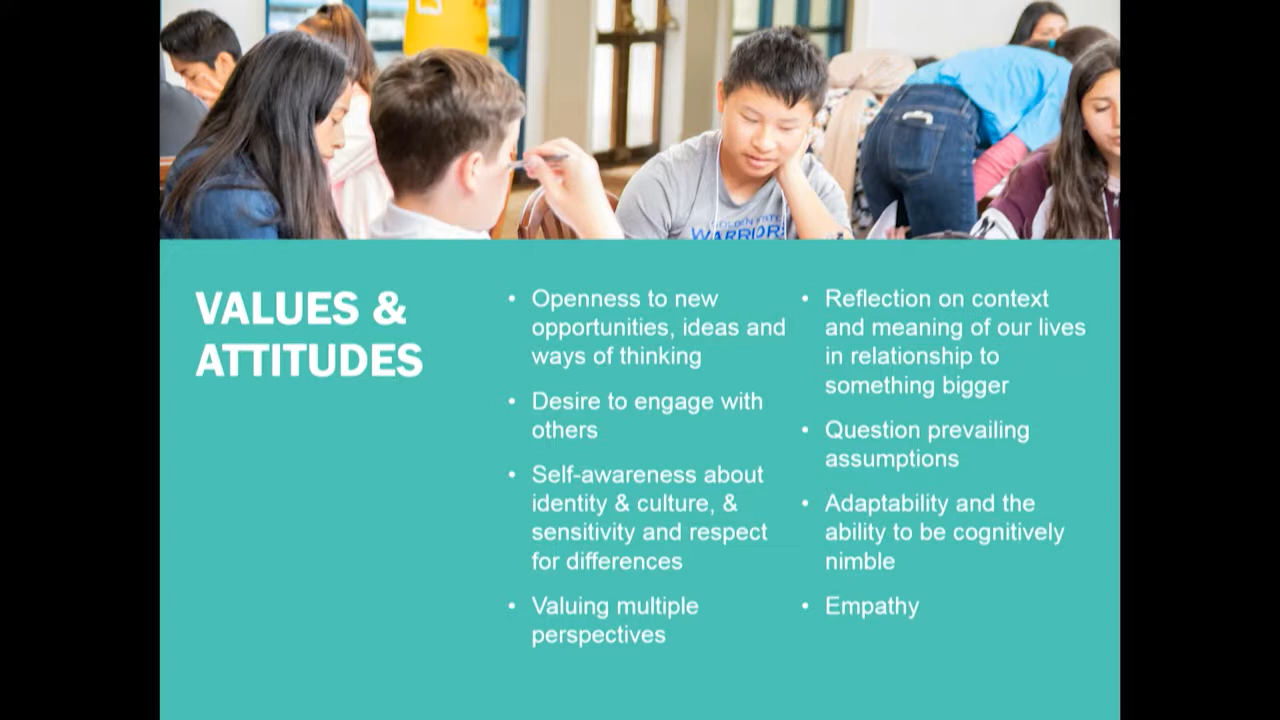 GOLDEN STATE
WARRIORS
VALUES &
ATTITUDES
• Openness to new
opportunities, ideas and
ways of thinking
• Desire to engage with
others
• Self-awareness about
identity & culture, &
sensitivity and respect
for differences
• Valuing multiple
perspectives
• Reflection on context
and meaning of our lives
in relationship to
something bigger
• Question prevailing
assumptions
• Adaptability and the
ability to be cognitively
nimble
• Empathy